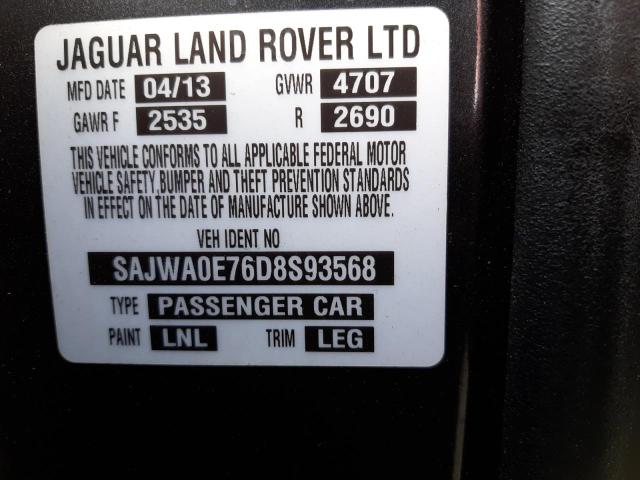 JAGUAR LAND ROVER LTD
MFD DATE 04/13 GVWR 4707
GAWR F 2535 R 2690
THIS VEHICLE CONFORMS TO ALL APPLICABLE FEDERAL MOTOR
VEHICLE SAFETY,BUMPER AND THEFT PREVENTION STANDARDS
IN EFFECT ON THE DATE OF MANUFACTURE SHOWN ABOVE.
VEH IDENT NO
SAJWA0E76D8S93568
TYPE PASSENGER CAR
PAINT LNL TRIM LEG